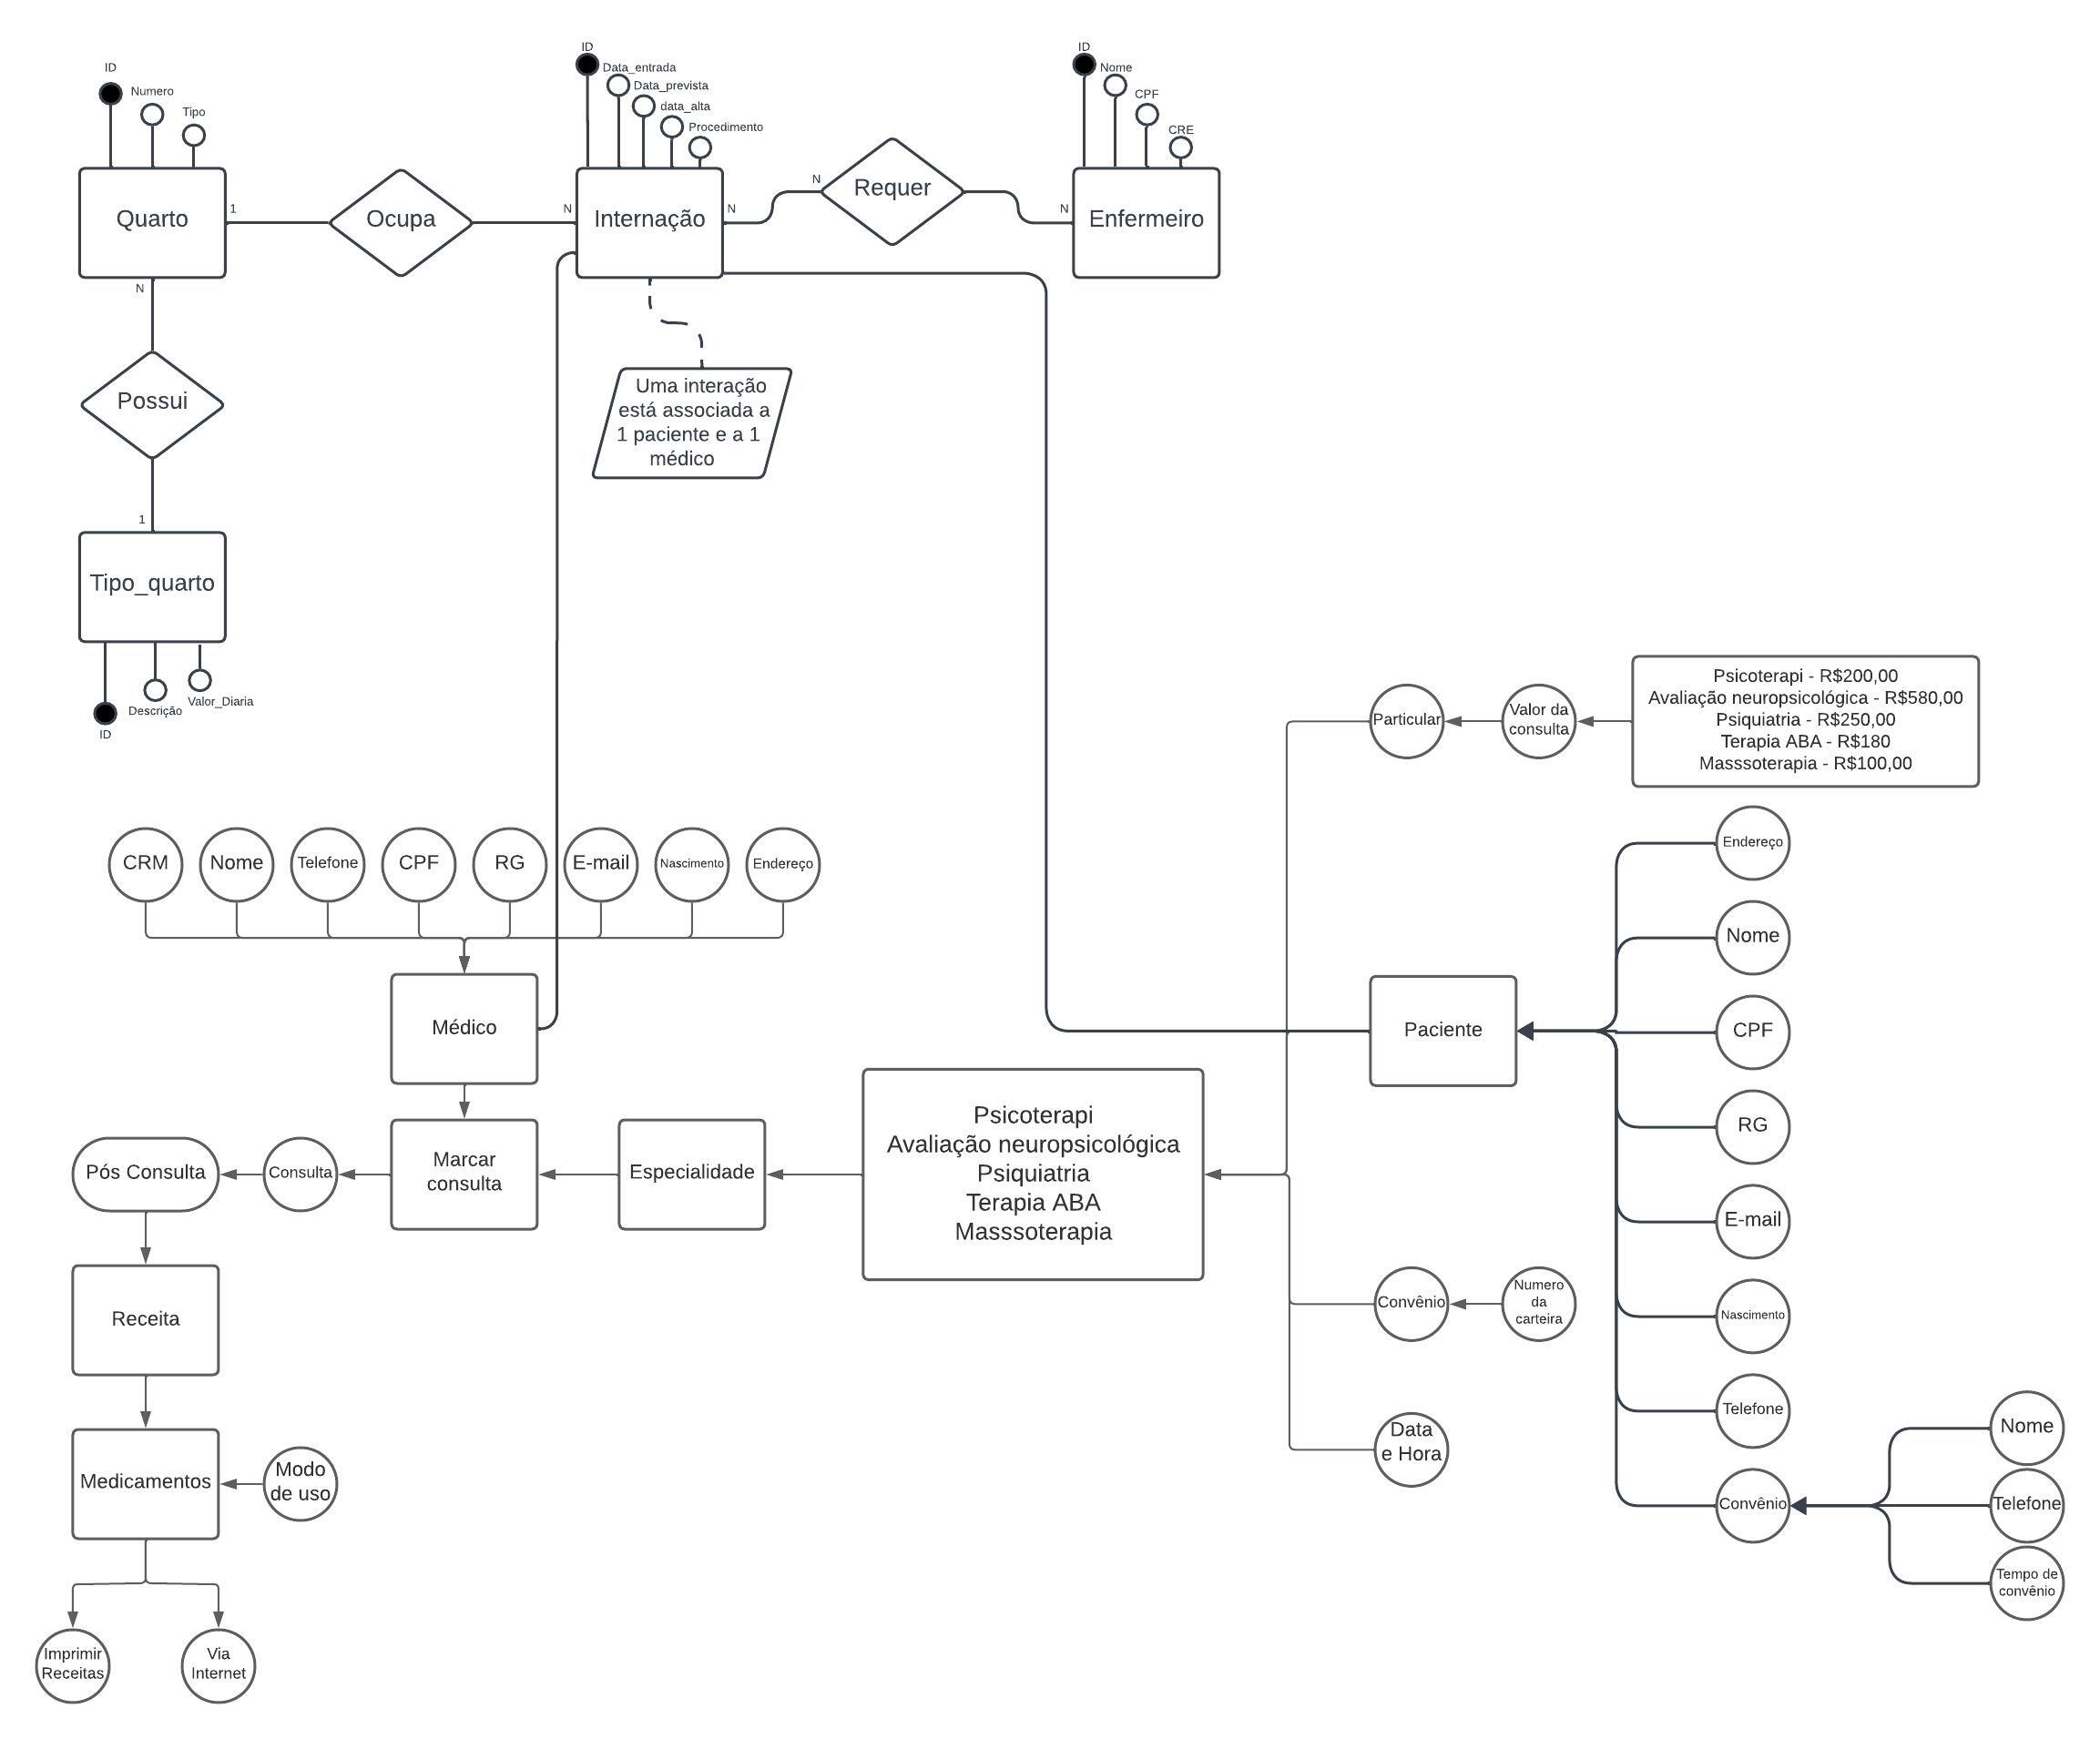 ID
Numero
Tipo
Quarto
1
N
Ocupa
ID
Data_entrada
Data_prevista
data_alta
Procedimento
N
Internação
N
N
Requer
N
ID
Nome
CPF
CRE
Enfermeiro
Uma interação
está associada a
1 paciente e a 1
médico
Possui
1
Tipo_quarto
ID
Descrição
Valor_Diaria
Particular
Valor da
consulta
Psicoterapi - R$200,00
Avaliação neuropsicológica - R$580,00
Psiquiatria - R$250,00
Terapia ABA - R$180
Masssoterapia - R$100,00
CRM
Nome
Telefone
CPF
RG
E-mail
Nascimento
Endereço
Médico
Paciente
Endereço
Nome
CPF
RG
E-mail
Nascimento
Telefone
Convênio
Nome
Telefone
Tempo de
convênio
Pós Consulta
Consulta
Marcar
consulta
Especialidade
Psicoterapi
Avaliação neuropsicológica
Psiquiatria
Terapia ABA
Masssoterapia
Convênio
Numero
da
carteira
Data
e Hora
Receita
Medicamentos
Modo
de uso
Imprimir
Receitas
Via
Internet